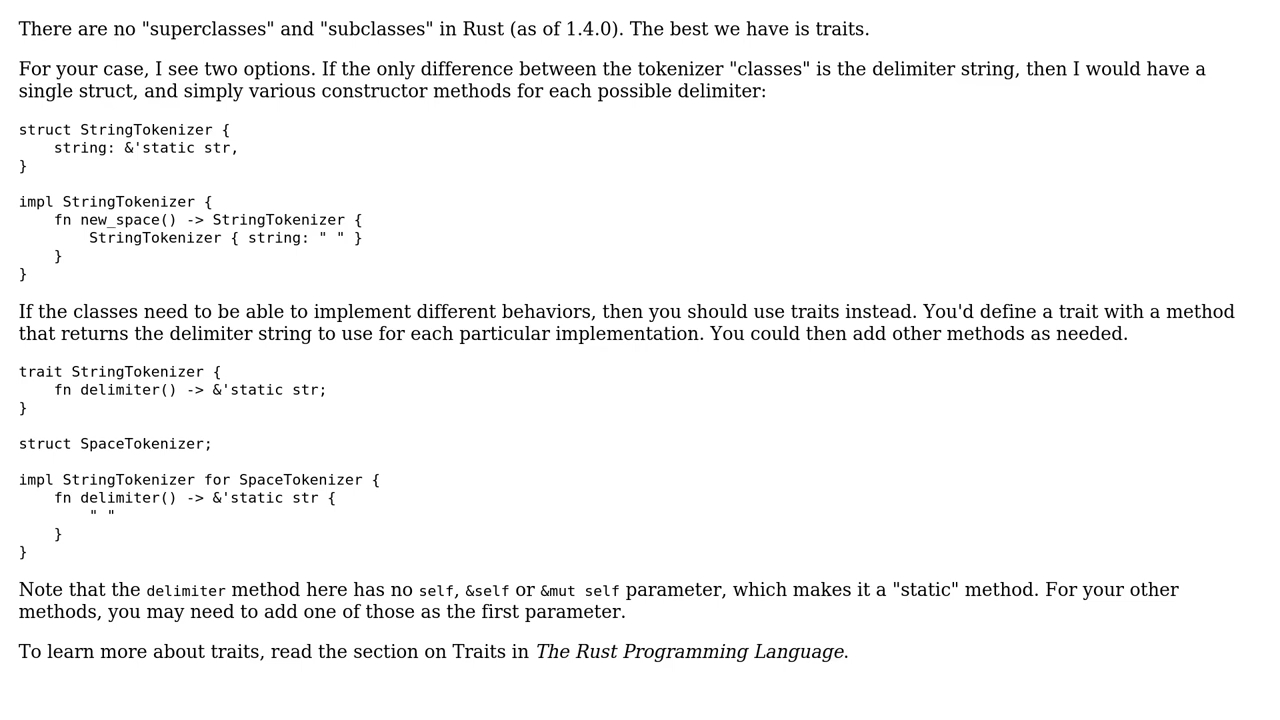 There are no "superclasses" and "subclasses" in Rust (as of 1.4.0). The best we have is traits.
For your case, I see two options. If the only difference between the tokenizer "classes" is the delimiter string, then I would have a
single struct, and simply various constructor methods for each possible delimiter:
struct StringTokenizer {
    string: &'static str,
}
impl StringTokenizer {
    fn new_space() -> StringTokenizer {
        StringTokenizer { string: " " }
    }
}
If the classes need to be able to implement different behaviors, then you should use traits instead. You'd define a trait with a method
that returns the delimiter string to use for each particular implementation. You could then add other methods as needed.
trait StringTokenizer {
    fn delimiter() -> &'static str;
}
struct SpaceTokenizer;
impl StringTokenizer for SpaceTokenizer {
    fn delimiter() -> &'static str {
        " "
    }
}
Note that the delimiter method here has no self, &self or &mut self parameter, which makes it a "static" method. For your other
methods, you may need to add one of those as the first parameter.
To learn more about traits, read the section on Traits in The Rust Programming Language.